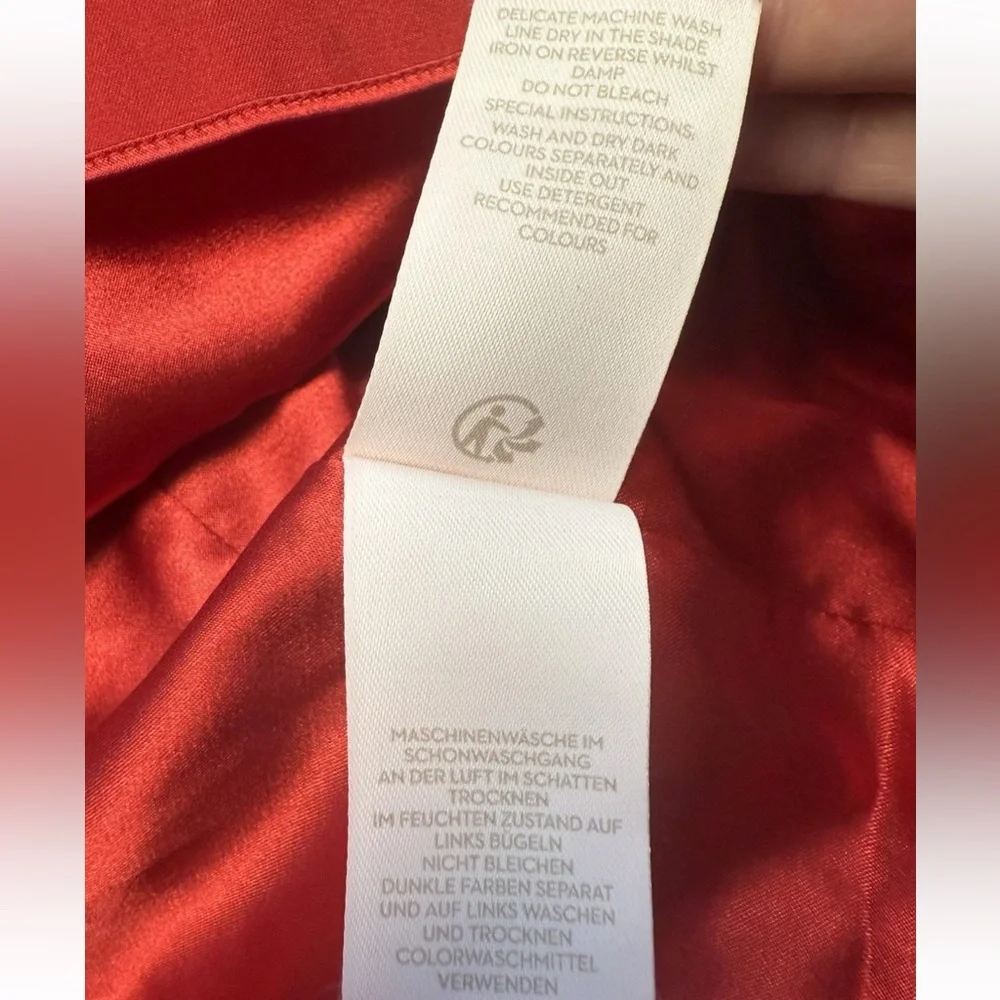 DELICATE MACHINE WASH
LINE DRY IN THE SHADE
IRON ON REVERSE WHILST
DAMP
DO NOT BLEACH
SPECIAL INSTRUCTIONS,
WASH AND DRY DARK
COLOURS SEPARATELY AND
INSIDE OUT
USE DETERGENT
RECOMMENDED FOR
COLOURS
MASCHINENWÄSCHE IM
SCHONWASCHGANG
AN DER LUFT IM SCHATTEN
TROCKNEN
IM FEUCHTEN ZUSTAND AUF
LINKS BÜGELN
NICHT BLEICHEN
DUNKLE FARBEN SEPARAT
UND AUF LINKS WASCHEN
UND TROCKNEN
COLORWASCHMITTEL
VERWENDEN